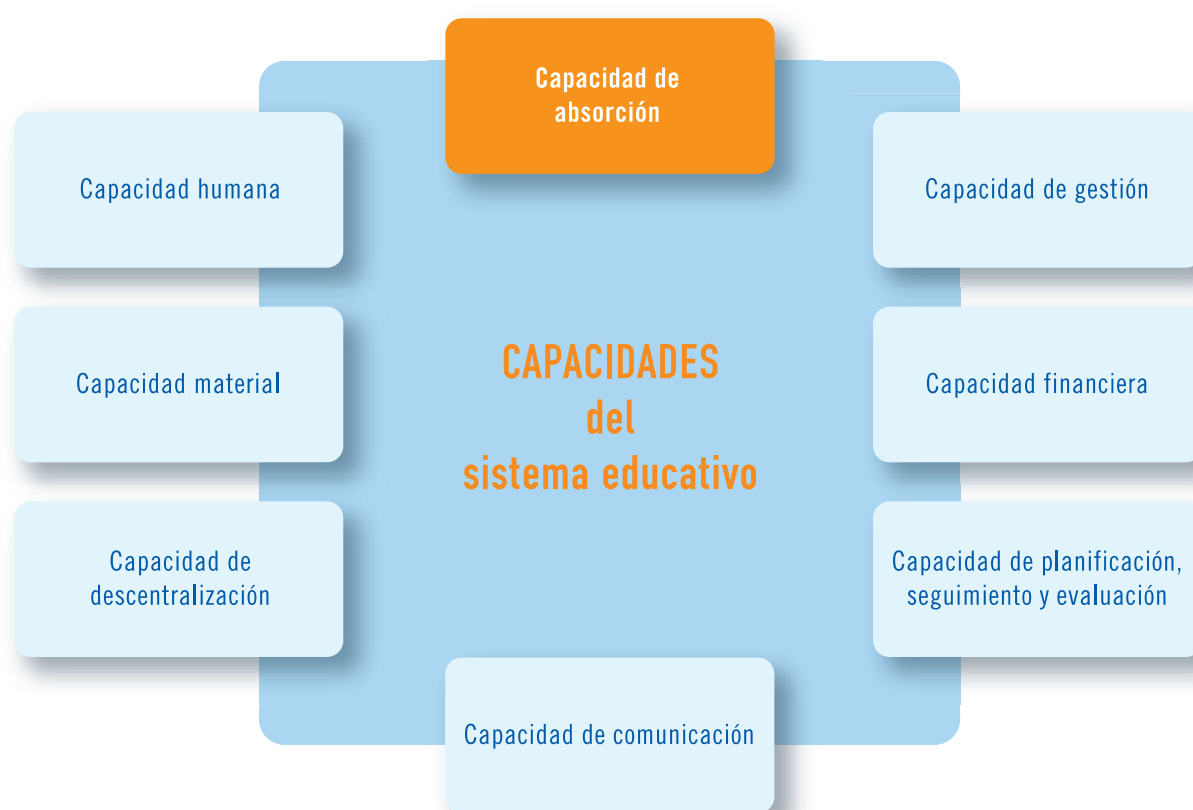 Capacidad de
absorción
Capacidad humana
Capacidad de gestión
Capacidad material
CAPACIDADES
del
sistema educativo
Capacidad financiera
Capacidad de
descentralización
Capacidad de planificación,
seguimiento y evaluación
Capacidad de comunicación